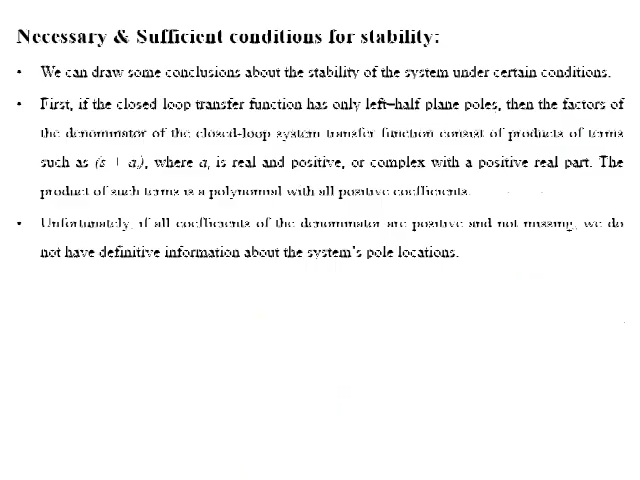 Necessary & Sufficient conditions for stability:
• We can draw some conclusions about the stability of the system under certain conditions.
• First, if the closed-loop transfer function has only left–half plane poles, then the factors of
the denominator of the closed-loop system transfer function consist of products of terms
such as (s + aᵢ), where aᵢ is real and positive, or complex with a positive real part. The
product of such terms is a polynomial with all positive coefficients.
• Unfortunately, if all coefficients of the denominator are positive and not missing, we do
not have definitive information about the system's pole locations.